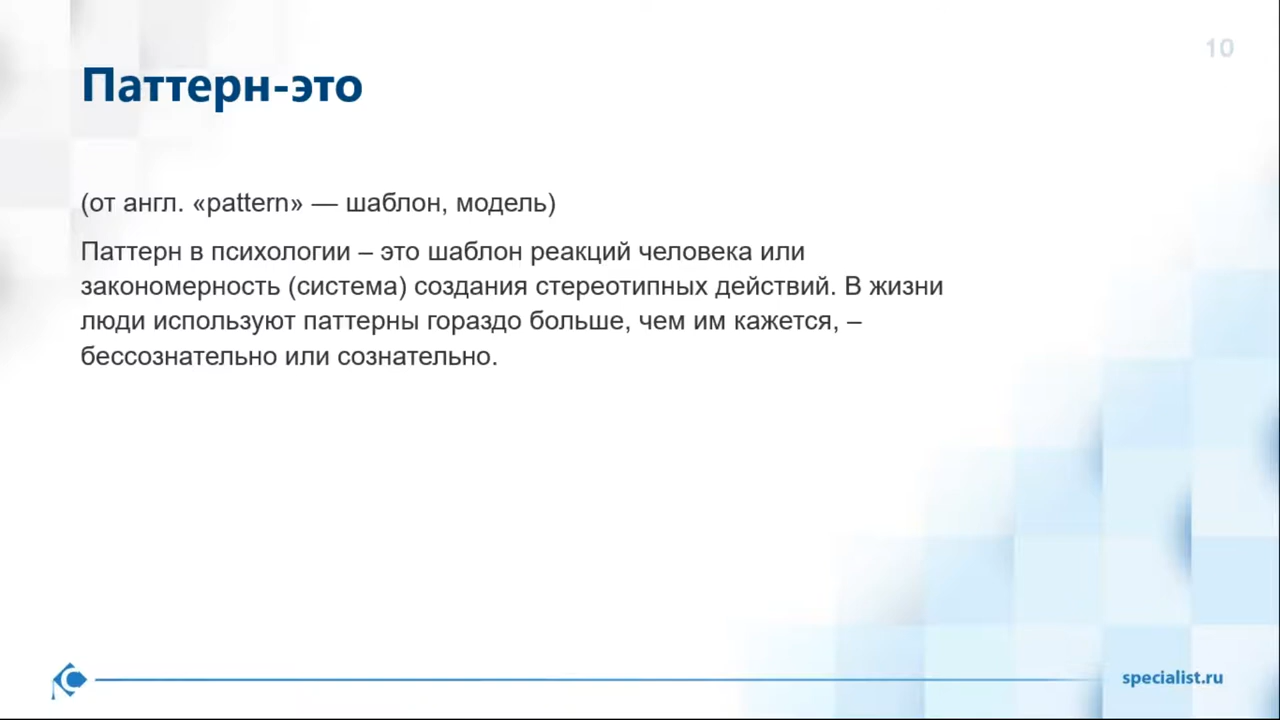 10
Паттерн-это
(от англ. «pattern» — шаблон, модель)
Паттерн в психологии – это шаблон реакций человека или
закономерность (система) создания стереотипных действий. В жизни
люди используют паттерны гораздо больше, чем им кажется, –
бессознательно или сознательно.
specialist.ru